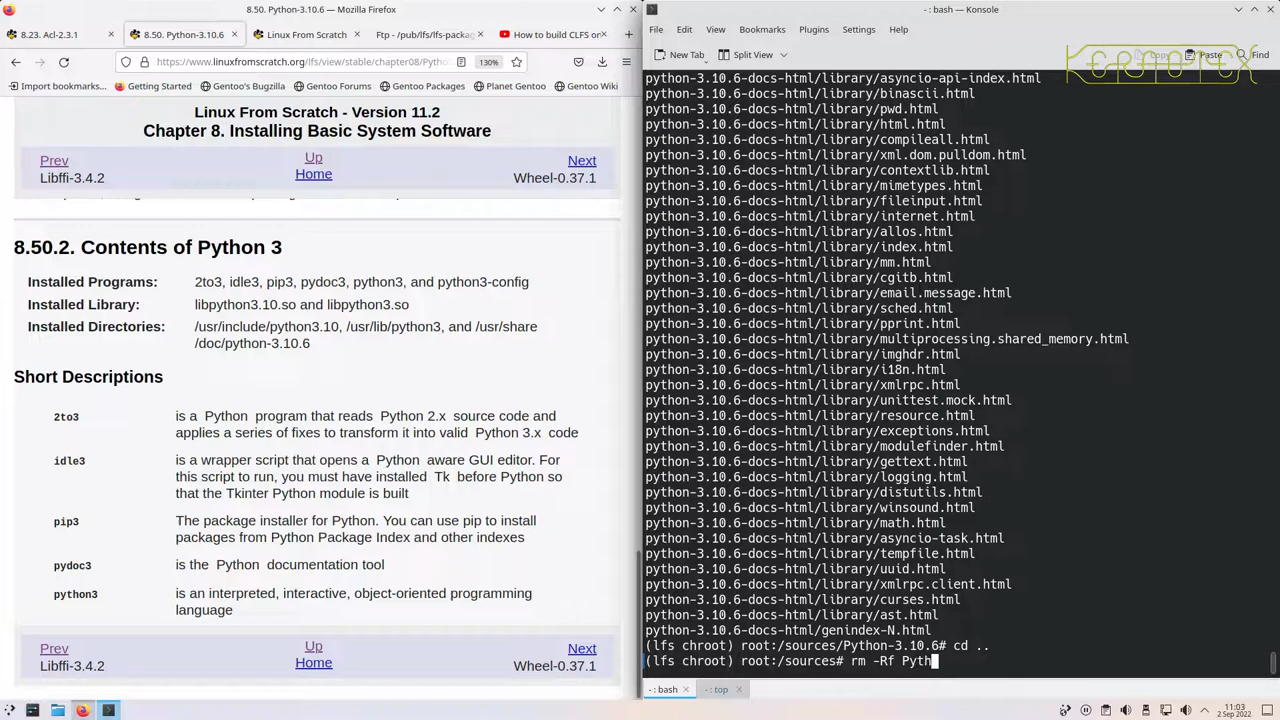 8.50. Python-3.10.6 — Mozilla Firefox
8.23. Acl-2.3.1
8.50. Python-3.10.6
Linux From Scratch
Ftp - /pub/lfs/lfs-packag
How to build CLFS on
https://www.linuxfromscratch.org/lfs/view/stable/chapter08/Pytho
130%
Import bookmarks...
Getting Started
Gentoo's Bugzilla
Gentoo Packages
Planet Gentoo
Gentoo Wiki
Linux From Scratch - Version 11.2
Chapter 8. Installing Basic System Software
Prev
Up
Next
Libffi-3.4.2
Home
Wheel-0.37.1
8.50.2. Contents of Python 3
Installed Programs: 2to3, idle3, pip3, pydoc3, python3, and python3-config
Installed Library: libpython3.10.so and libpython3.so
Installed Directories: /usr/include/python3.10, /usr/lib/python3, and /usr/share
/doc/python-3.10.6
Short Descriptions
2to3 is a Python program that reads Python 2.x source code and
applies a series of fixes to transform it into valid Python 3.x code
idle3 is a wrapper script that opens a Python aware GUI editor. For
this script to run, you must have installed Tk before Python so
that the Tkinter Python module is built
pip3 The package installer for Python. You can use pip to install
packages from Python Package Index and other indexes
pydoc3 is the Python documentation tool
python3 is an interpreted, interactive, object-oriented programming
language
Prev
Up
Next
Libffi-3.4.2
Home
Wheel-0.37.1
- : bash — Konsole
File Edit View Bookmarks Plugins Settings Help
New Tab
Split View
Copy
Paste
Find
KERNOTEX
python-3.10.6-docs-html/library/asyncio-api-index.html
python-3.10.6-docs-html/library/binascii.html
python-3.10.6-docs-html/library/pwd.html
python-3.10.6-docs-html/library/html.html
python-3.10.6-docs-html/library/compileall.html
python-3.10.6-docs-html/library/xml.dom.pulldom.html
python-3.10.6-docs-html/library/contextlib.html
python-3.10.6-docs-html/library/mimetypes.html
python-3.10.6-docs-html/library/fileinput.html
python-3.10.6-docs-html/library/internet.html
python-3.10.6-docs-html/library/allos.html
python-3.10.6-docs-html/library/index.html
python-3.10.6-docs-html/library/mm.html
python-3.10.6-docs-html/library/cgitb.html
python-3.10.6-docs-html/library/email.message.html
python-3.10.6-docs-html/library/sched.html
python-3.10.6-docs-html/library/pprint.html
python-3.10.6-docs-html/library/multiprocessing.shared_memory.html
python-3.10.6-docs-html/library/imghdr.html
python-3.10.6-docs-html/library/i18n.html
python-3.10.6-docs-html/library/xmlrpc.html
python-3.10.6-docs-html/library/unittest.mock.html
python-3.10.6-docs-html/library/resource.html
python-3.10.6-docs-html/library/exceptions.html
python-3.10.6-docs-html/library/modulefinder.html
python-3.10.6-docs-html/library/gettext.html
python-3.10.6-docs-html/library/logging.html
python-3.10.6-docs-html/library/distutils.html
python-3.10.6-docs-html/library/winsound.html
python-3.10.6-docs-html/library/math.html
python-3.10.6-docs-html/library/asyncio-task.html
python-3.10.6-docs-html/library/tempfile.html
python-3.10.6-docs-html/library/uuid.html
python-3.10.6-docs-html/library/xmlrpc.client.html
python-3.10.6-docs-html/library/curses.html
python-3.10.6-docs-html/library/ast.html
python-3.10.6-docs-html/genindex-N.html
(lfs chroot) root:/sources/Python-3.10.6# cd ..
(lfs chroot) root:/sources# rm -Rf Pyth
- : bash
- : top
11:03
2 Sep 2022